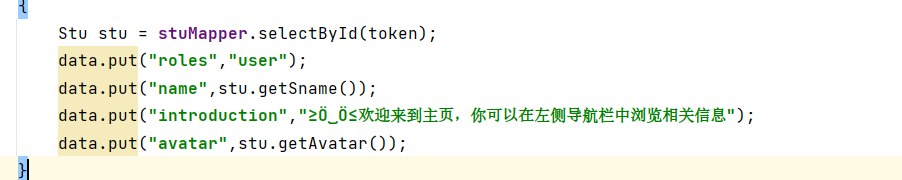 {
Stu stu = stuMapper.selectById(token);
data.put("roles","user");
data.put("name",stu.getSname());
data.put("introduction","≥Ö‿Ö≤欢迎来到主页，你可以在左侧导航栏中浏览相关信息");
data.put("avatar",stu.getAvatar());
}